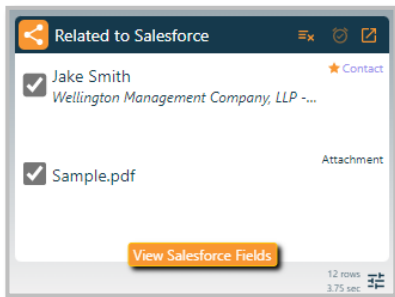 Related to Salesforce
Contact
Jake Smith
Wellington Management Company, LLP -...
Attachment
Sample.pdf
View Salesforce Fields
12 rows
3.75 sec